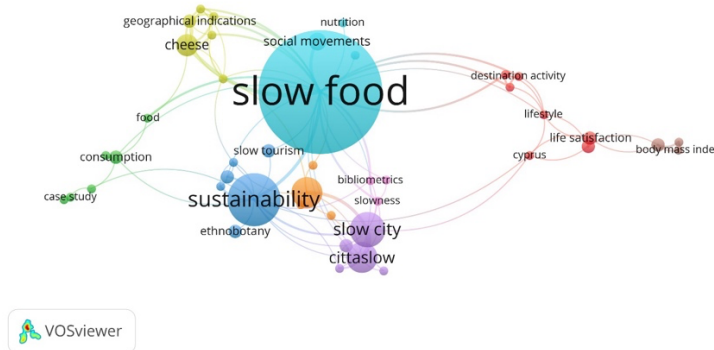 geographical indications
nutrition
cheese
social movements
slow food
destination activity
food
lifestyle
life satisfaction
consumption
slow tourism
cyprus
body mass inde
bibliometrics
case study
sustainability
slowness
ethnobotany
slow city
cittaslow
VOSviewer